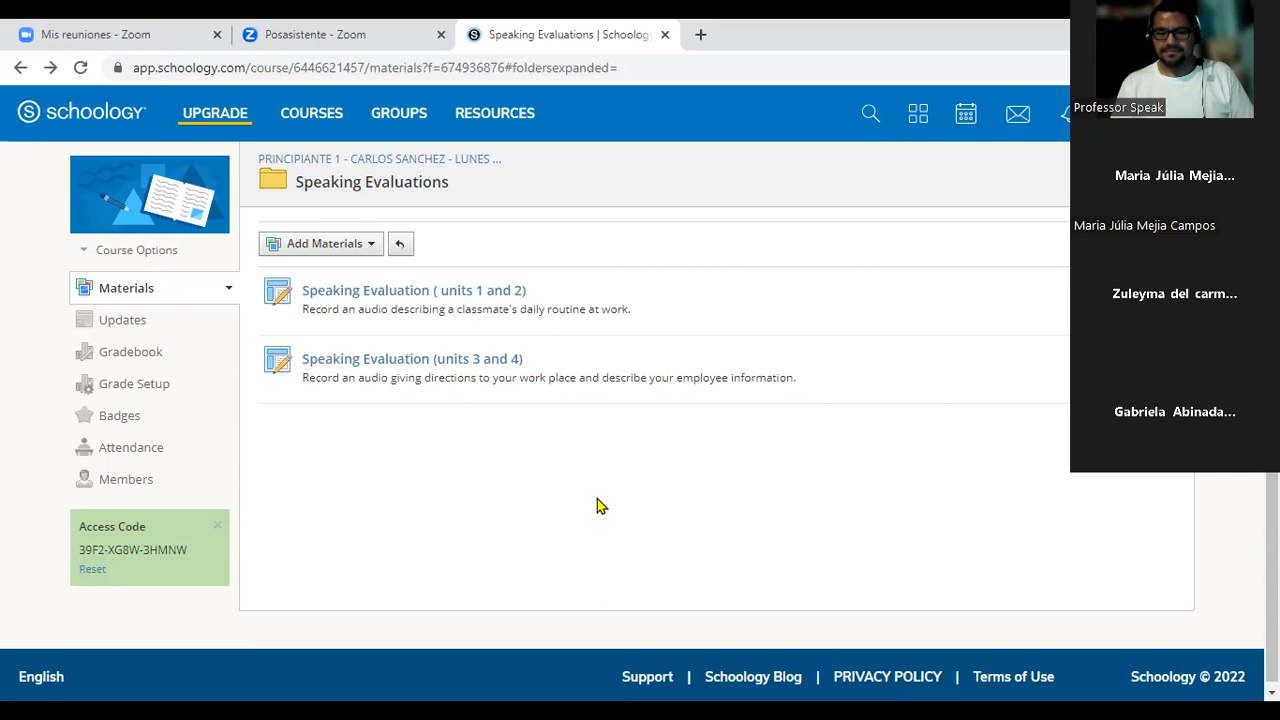 Mis reuniones - Zoom
Posasistente - Zoom
Speaking Evaluations | Schoology
app.schoology.com/course/6446621457/materials?f=674936876#foldersexpanded=
S schoology
UPGRADE
COURSES
GROUPS
RESOURCES
Professor Speak
Maria Júlia Mejia...
Maria Júlia Mejia Campos
Zuleyma del carm...
Gabriela Abinada...
PRINCIPIANTE 1 - CARLOS SANCHEZ - LUNES ...
Speaking Evaluations
Course Options
Materials
Updates
Gradebook
Grade Setup
Badges
Attendance
Members
Access Code
39F2-XG8W-3HMNW
Reset
Add Materials
Speaking Evaluation ( units 1 and 2)
Record an audio describing a classmate's daily routine at work.
Speaking Evaluation (units 3 and 4)
Record an audio giving directions to your work place and describe your employee information.
English
Support | Schoology Blog | PRIVACY POLICY | Terms of Use
Schoology © 2022